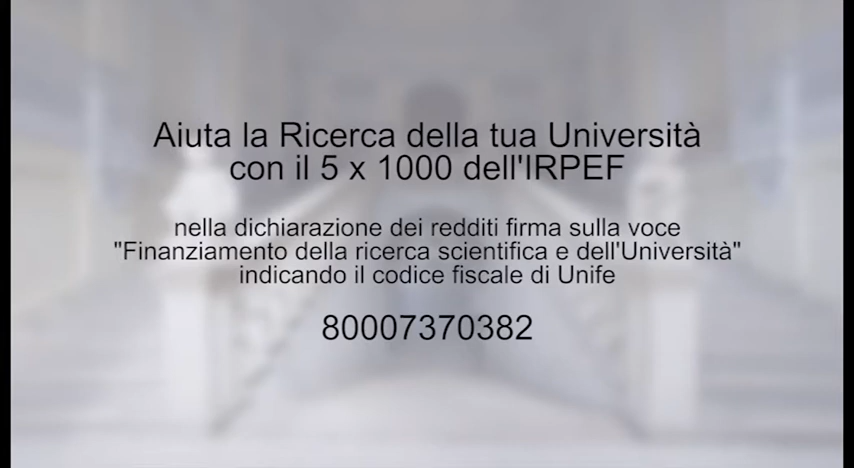 Aiuta la Ricerca della tua Università
con il 5 x 1000 dell'IRPEF
nella dichiarazione dei redditi firma sulla voce
"Finanziamento della ricerca scientifica e dell'Università"
indicando il codice fiscale di Unife
80007370382